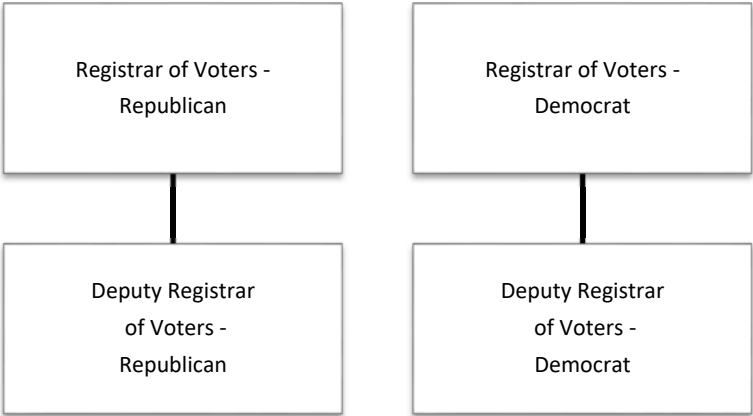 Registrar of Voters -
Republican
Registrar of Voters -
Democrat
Deputy Registrar
of Voters -
Republican
Deputy Registrar
of Voters -
Democrat